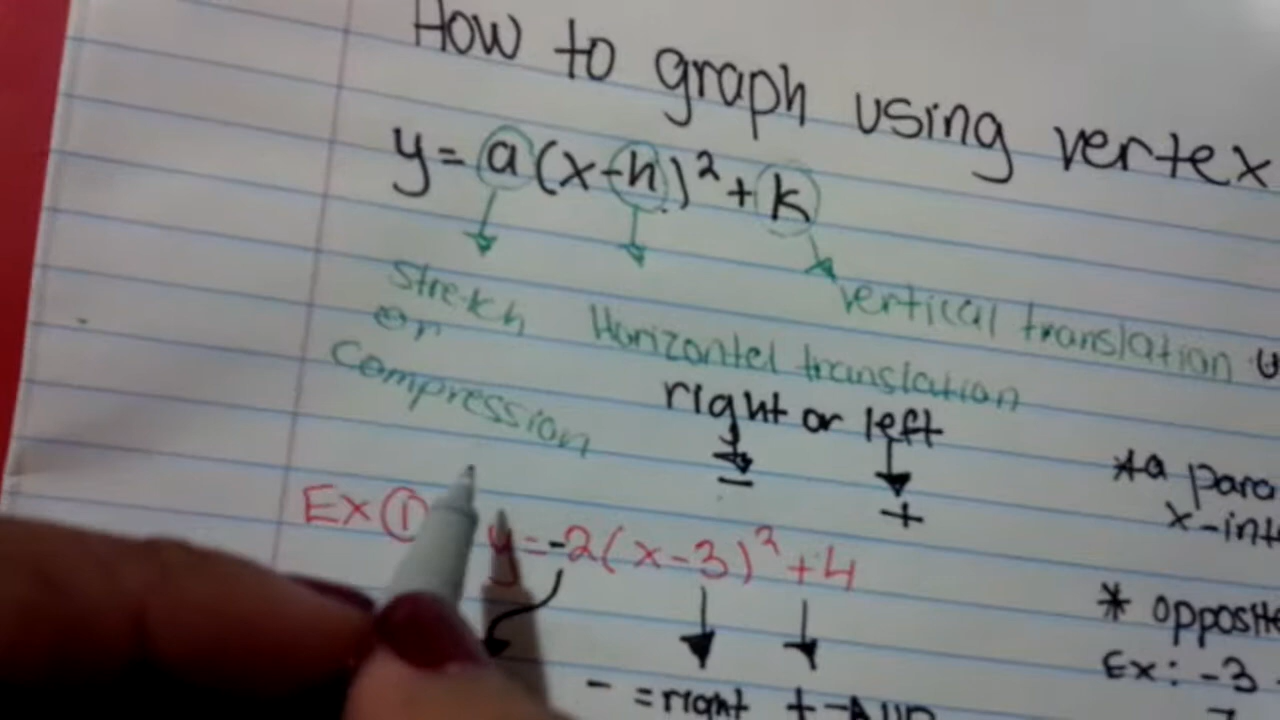 How to graph using vertex
y = a(x-h)² + k
Stretch or Compression
Horizontal translation
vertical translation
right or left
- +
*a para
x-int
Ex ① y=-2(x-3)²+4
* opposite
Ex: -3
- = right +